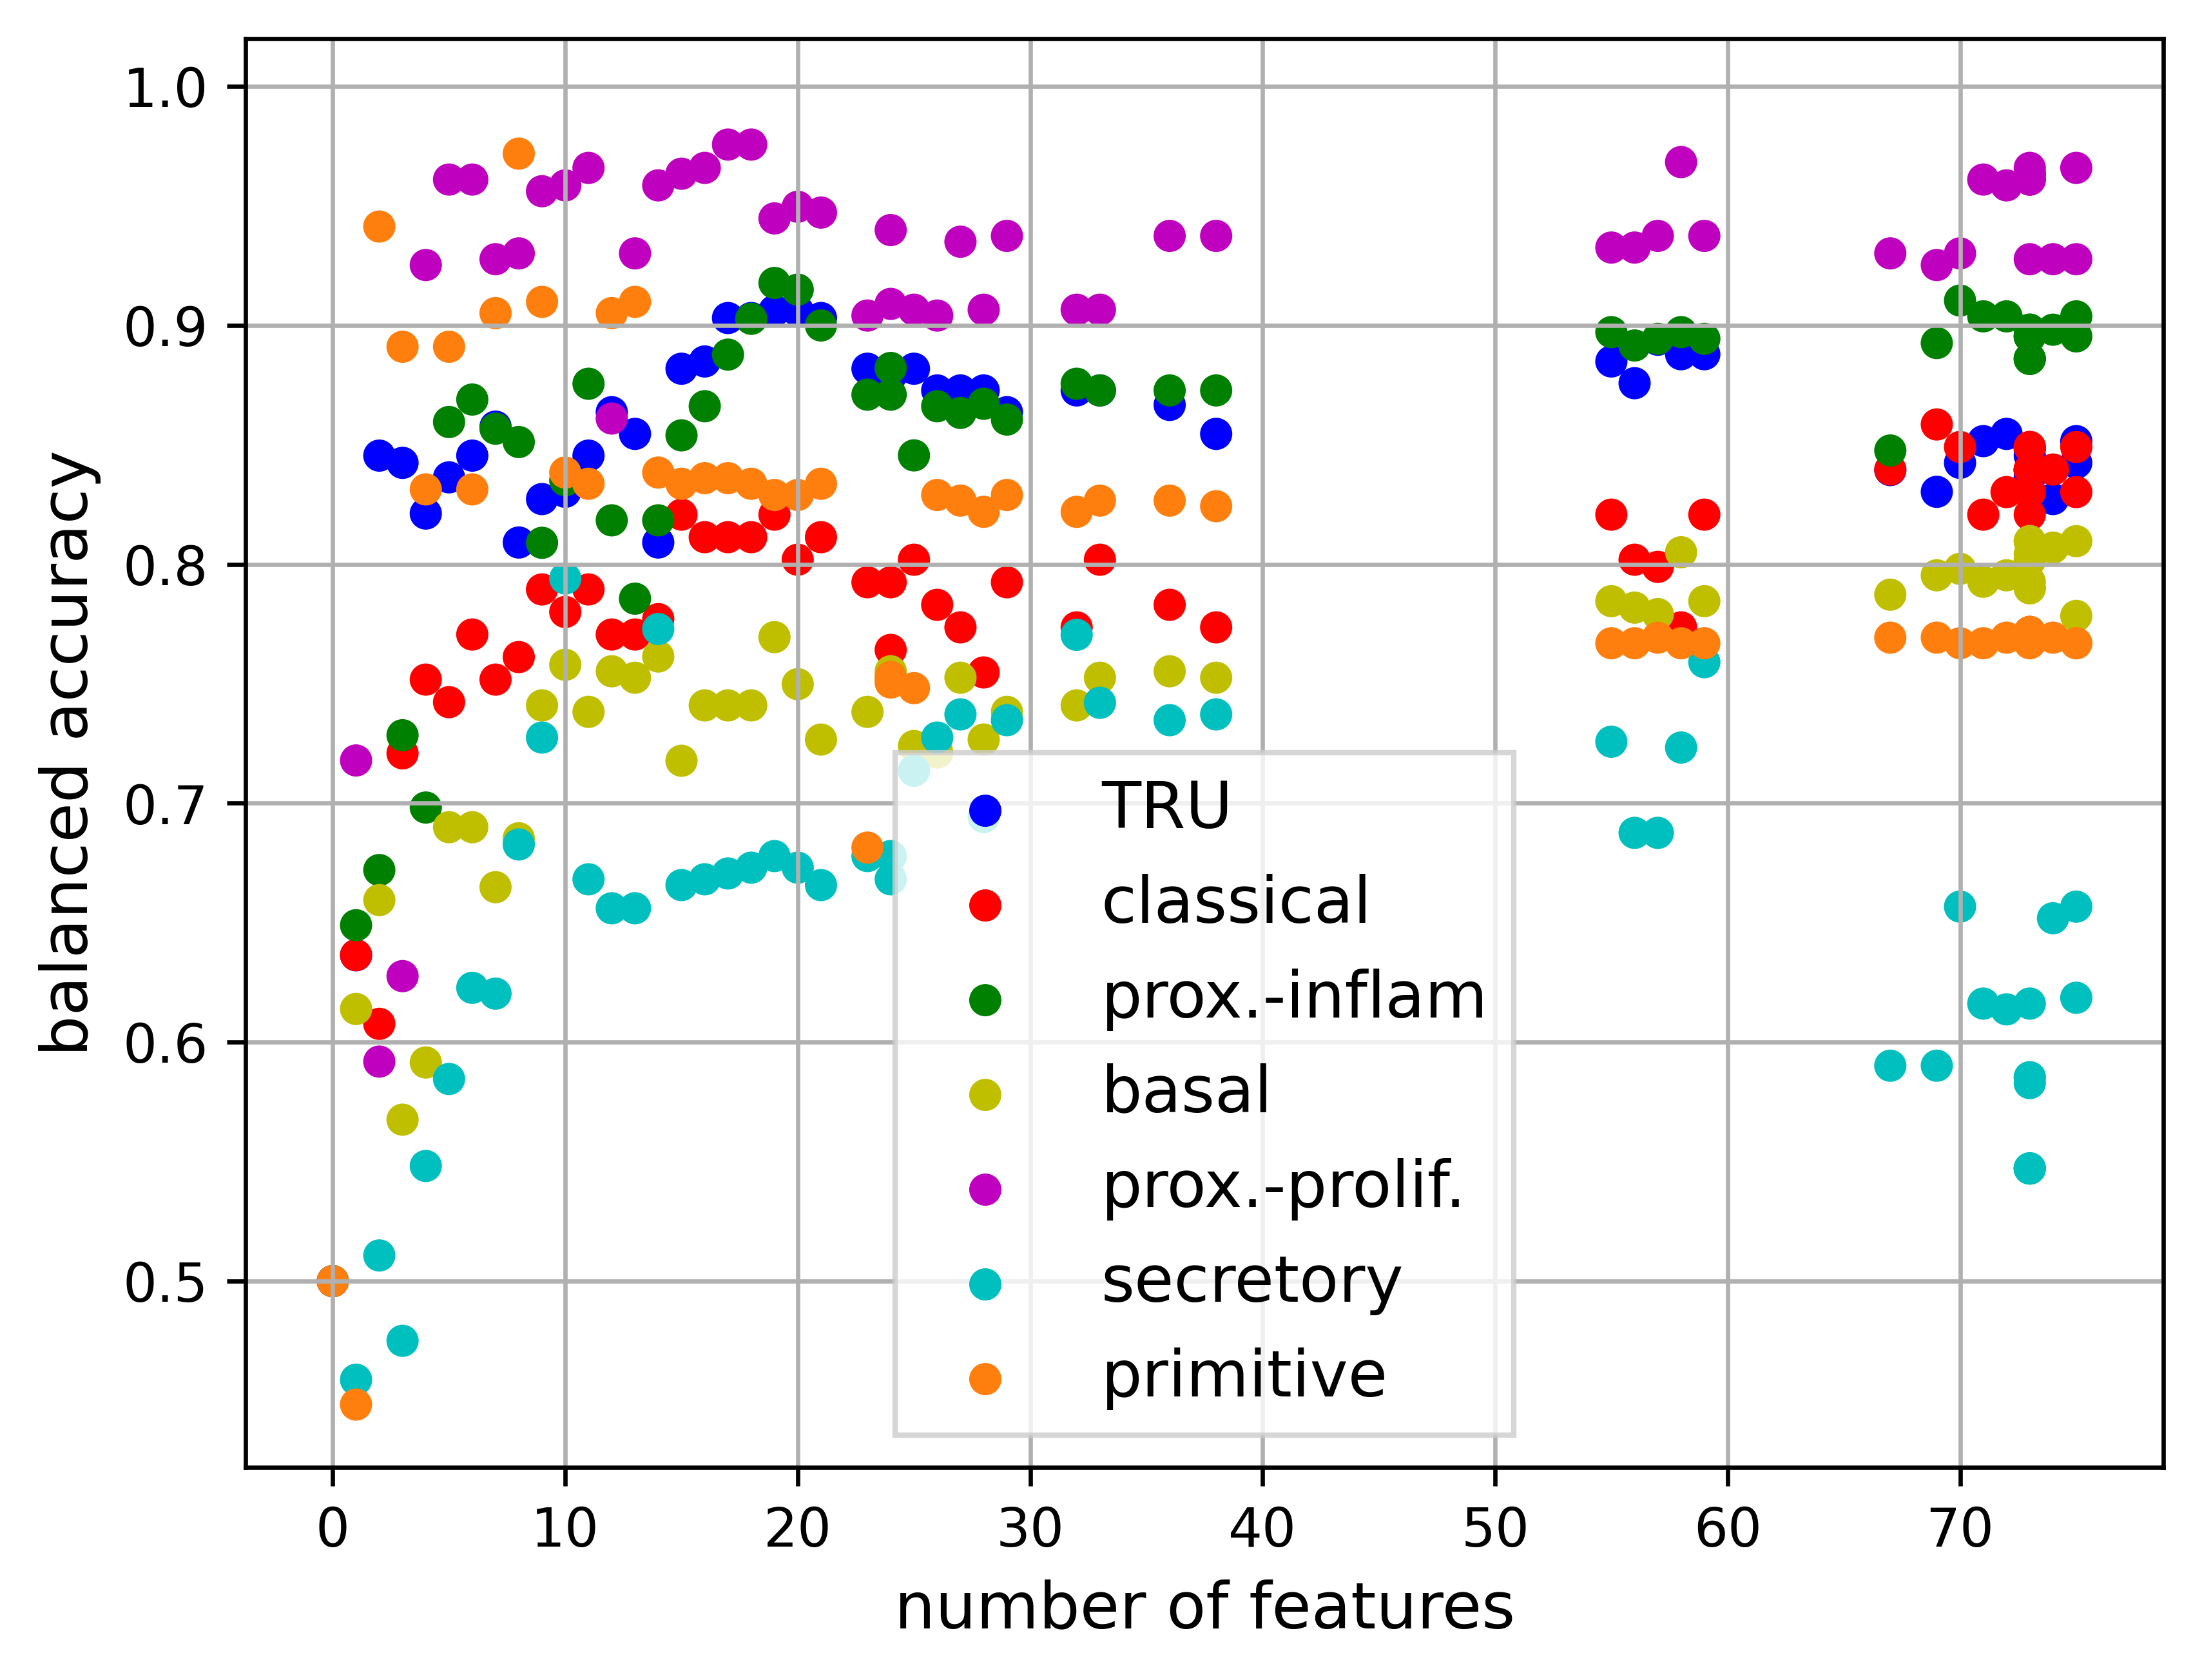 1.0
0.9
0.8
0.7
0.6
0.5
balanced accuracy
TRU
classical
prox.-inflam
basal
prox.-prolif.
secretory
primitive
0 10 20 30 40 50 60 70
number of features